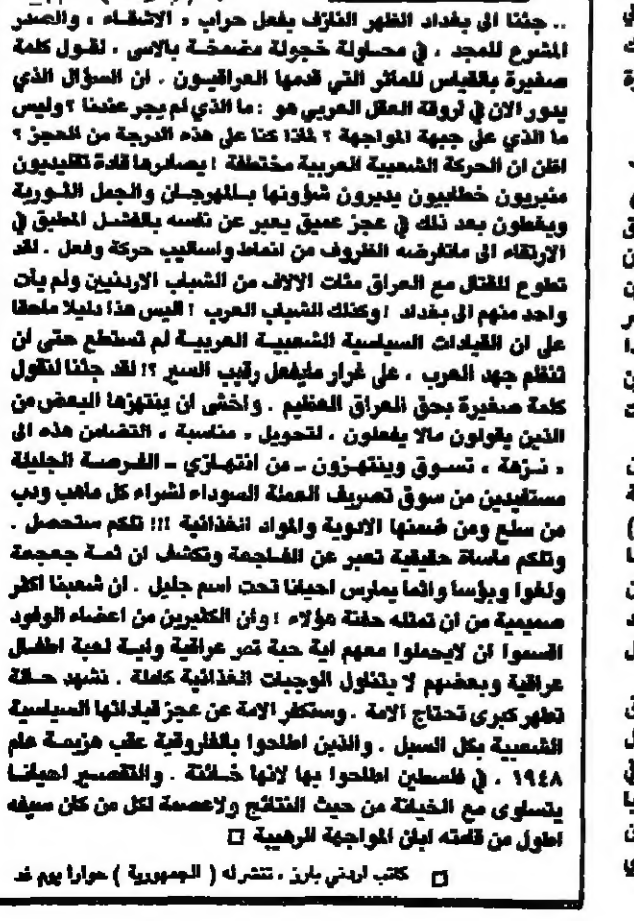 .. جئنا الى بغداد الظهر النازف بفعل حراب « الاشقاء » والصدر
المشرع للمجد . في محاولة خجولة مضمخة بالاسى ، لقول كلمة
صغيرة بالقياس للمآثر التي قدمها العراقيون . ان السؤال الذي
يدور الان في اروقة العقل العربي هو : ما الذي لم يجر عندنا ؟ وليس
ما الذي على جبهة المواجهة ؟ لماذا كنا على هذه الدرجة من العجز ؟
اظن ان الحركة الشعبية العربية مختطفة ! يصادرها قادة تقليديون
منبريون خطابيون يديرون شؤونها بالمهرجان والجمل الثورية
ويغطون بعد ذلك في عجز عميق يعبر عن نفسه بالفشل المطبق في
الارتقاء الى ماتفرضه الظروف من انماط واساليب حركة وفعل . لقد
تطوع للقتال مع العراق مئات الالاف من الشباب الاردنيين ولم يأت
واحد منهم الى بغداد ! وكذلك الشباب العرب ! اليس هذا دليلا ماحقا
على ان القيادات السياسية الشعبية العربية لم تستطع حتى ان
تنظم جهد العرب ، على غرار مايفعل رقيب السير ؟! لقد جئنا لنقول
كلمة صغيرة بحق العراق العظيم . واخشى ان ينتهزها البعض من
الذين يقولون مالا يفعلون ، لتحويل « مناسبة » التضامن هذه الى
« نزهة » تسوق وينتهزون - من انتهازي - الفرصة الجليلة
مستفيدين من سوق تصريف العملة السوداء لشراء كل ماهب ودب
من سلع ومن ضمنها الادوية والمواد الغذائية !!! تلكم ستحصل .
وتلكم ماساة حقيقية تعبر عن الفاجعة وتكشف ان ثمة جعجعة
ولغوا وبؤسا واثما يمارس احيانا تحت اسم جليل . ان شعبنا اكثر
صميمية من ان تمثله حفنة هؤلاء ! وان الكثيرين من اعضاء الوفود
اقسموا ان لايحملوا معهم اية حبة تمر عراقية واية لعبة اطفال
عراقية وبعضهم لا يتناول الوجبات الغذائية كاملة . نشهد حالة
تطهر كبرى تحتاج الامة . وستكفر الامة عن عجز قياداتها السياسية
الشعبية بكل السبل . والذين اطاحوا بالفاروقية عقب هزيمة عام
١٩٤٨ . في فلسطين اطاحوا بها لانها خائنة . والتقصير احيانا
يتساوى مع الخيانة من حيث النتائج ولاعصمة لكل من كان سيفه
اطول من قامته ابان المواجهة الرهيبة □
□ كاتب اردني بارز . تنشر له ( الجمهورية ) حوارا يوم غد